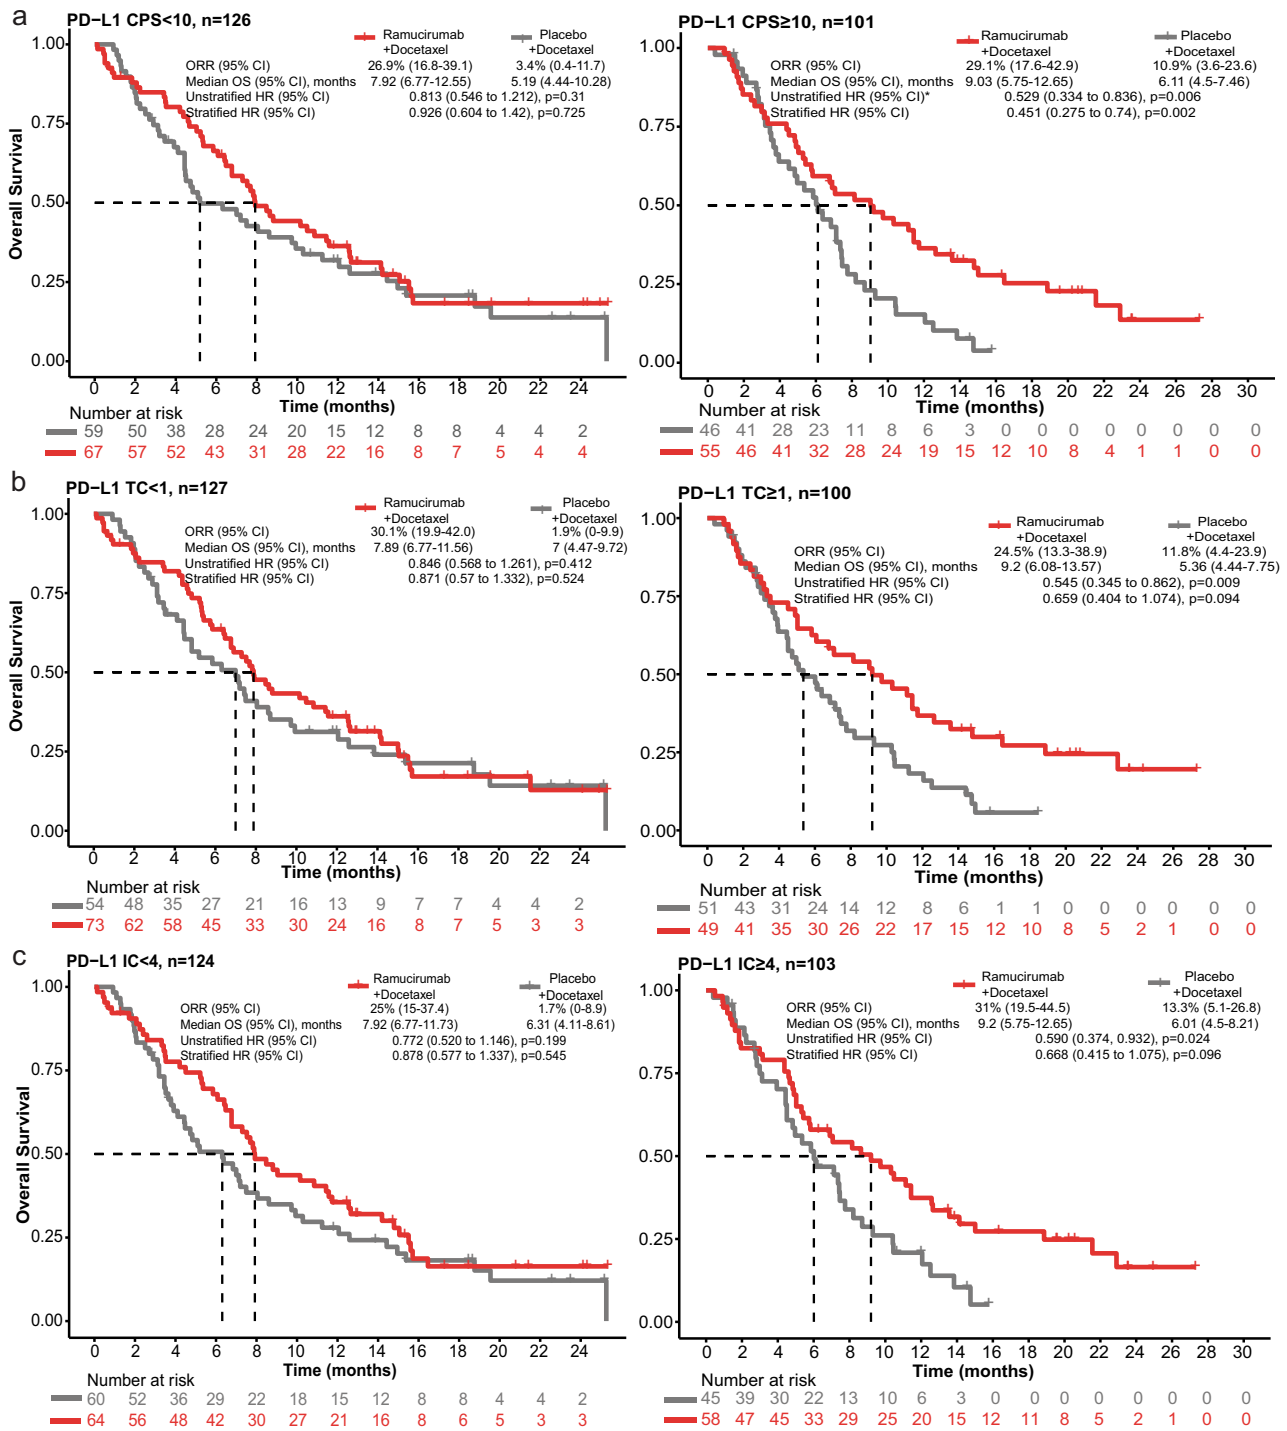 a
PD−L1 CPS<10, n=126
Ramucirumab
+Docetaxel
Placebo
+Docetaxel
ORR (95% CI) 26.9% (16.8-39.1) 3.4% (0.4-11.7)
Median OS (95% CI), months 7.92 (6.77-12.55) 5.19 (4.44-10.28)
Unstratified HR (95% CI) 0.813 (0.546 to 1.212), p=0.31
Stratified HR (95% CI) 0.926 (0.604 to 1.42), p=0.725
Overall Survival
1.00
0.75
0.50
0.25
0.00
0 2 4 6 8 10 12 14 16 18 20 22 24
Time (months)
Number at risk
59 50 38 28 24 20 15 12 8 8 4 4 2
67 57 52 43 31 28 22 16 8 7 5 4 4
PD−L1 CPS≥10, n=101
Ramucirumab
+Docetaxel
Placebo
+Docetaxel
ORR (95% CI) 29.1% (17.6-42.9) 10.9% (3.6-23.6)
Median OS (95% CI), months 9.03 (5.75-12.65) 6.11 (4.5-7.46)
Unstratified HR (95% CI)* 0.529 (0.334 to 0.836), p=0.006
Stratified HR (95% CI) 0.451 (0.275 to 0.74), p=0.002
1.00
0.75
0.50
0.25
0.00
0 2 4 6 8 10 12 14 16 18 20 22 24 26 28 30
Time (months)
Number at risk
46 41 28 23 11 8 6 3 0 0 0 0 0 0 0 0
55 46 41 32 28 24 19 15 12 10 8 4 1 1 0 0
b
PD−L1 TC<1, n=127
Ramucirumab
+Docetaxel
Placebo
+Docetaxel
ORR (95% CI) 30.1% (19.9-42.0) 1.9% (0-9.9)
Median OS (95% CI), months 7.89 (6.77-11.56) 7 (4.47-9.72)
Unstratified HR (95% CI) 0.846 (0.568 to 1.261), p=0.412
Stratified HR (95% CI) 0.871 (0.57 to 1.332), p=0.524
Overall Survival
1.00
0.75
0.50
0.25
0.00
0 2 4 6 8 10 12 14 16 18 20 22 24
Time (months)
Number at risk
54 48 35 27 21 16 13 9 7 7 4 4 2
73 62 58 45 33 30 24 16 8 7 5 3 3
PD−L1 TC≥1, n=100
Ramucirumab
+Docetaxel
Placebo
+Docetaxel
ORR (95% CI) 24.5% (13.3-38.9) 11.8% (4.4-23.9)
Median OS (95% CI), months 9.2 (6.08-13.57) 5.36 (4.44-7.75)
Unstratified HR (95% CI) 0.545 (0.345 to 0.862), p=0.009
Stratified HR (95% CI) 0.659 (0.404 to 1.074), p=0.094
1.00
0.75
0.50
0.25
0.00
0 2 4 6 8 10 12 14 16 18 20 22 24 26 28 30
Time (months)
Number at risk
51 43 31 24 14 12 8 6 1 1 0 0 0 0 0 0
49 41 35 30 26 22 17 15 12 10 8 5 2 1 0 0
c
PD−L1 IC<4, n=124
Ramucirumab
+Docetaxel
Placebo
+Docetaxel
ORR (95% CI) 25% (15-37.4) 1.7% (0-8.9)
Median OS (95% CI), months 7.92 (6.77-11.73) 6.31 (4.11-8.61)
Unstratified HR (95% CI) 0.772 (0.520 to 1.146), p=0.199
Stratified HR (95% CI) 0.878 (0.577 to 1.337), p=0.545
Overall Survival
1.00
0.75
0.50
0.25
0.00
0 2 4 6 8 10 12 14 16 18 20 22 24
Time (months)
Number at risk
60 52 36 29 22 18 15 12 8 8 4 4 2
64 56 48 42 30 27 21 16 8 6 5 3 3
PD−L1 IC≥4, n=103
Ramucirumab
+Docetaxel
Placebo
+Docetaxel
ORR (95% CI) 31% (19.5-44.5) 13.3% (5.1-26.8)
Median OS (95% CI), months 9.2 (5.75-12.65) 6.01 (4.5-8.21)
Unstratified HR (95% CI) 0.590 (0.374, 0.932), p=0.024
Stratified HR (95% CI) 0.668 (0.415 to 1.075), p=0.096
1.00
0.75
0.50
0.25
0.00
0 2 4 6 8 10 12 14 16 18 20 22 24 26 28 30
Time (months)
Number at risk
45 39 30 22 13 10 6 3 0 0 0 0 0 0 0 0
58 47 45 33 29 25 20 15 12 11 8 5 2 1 0 0